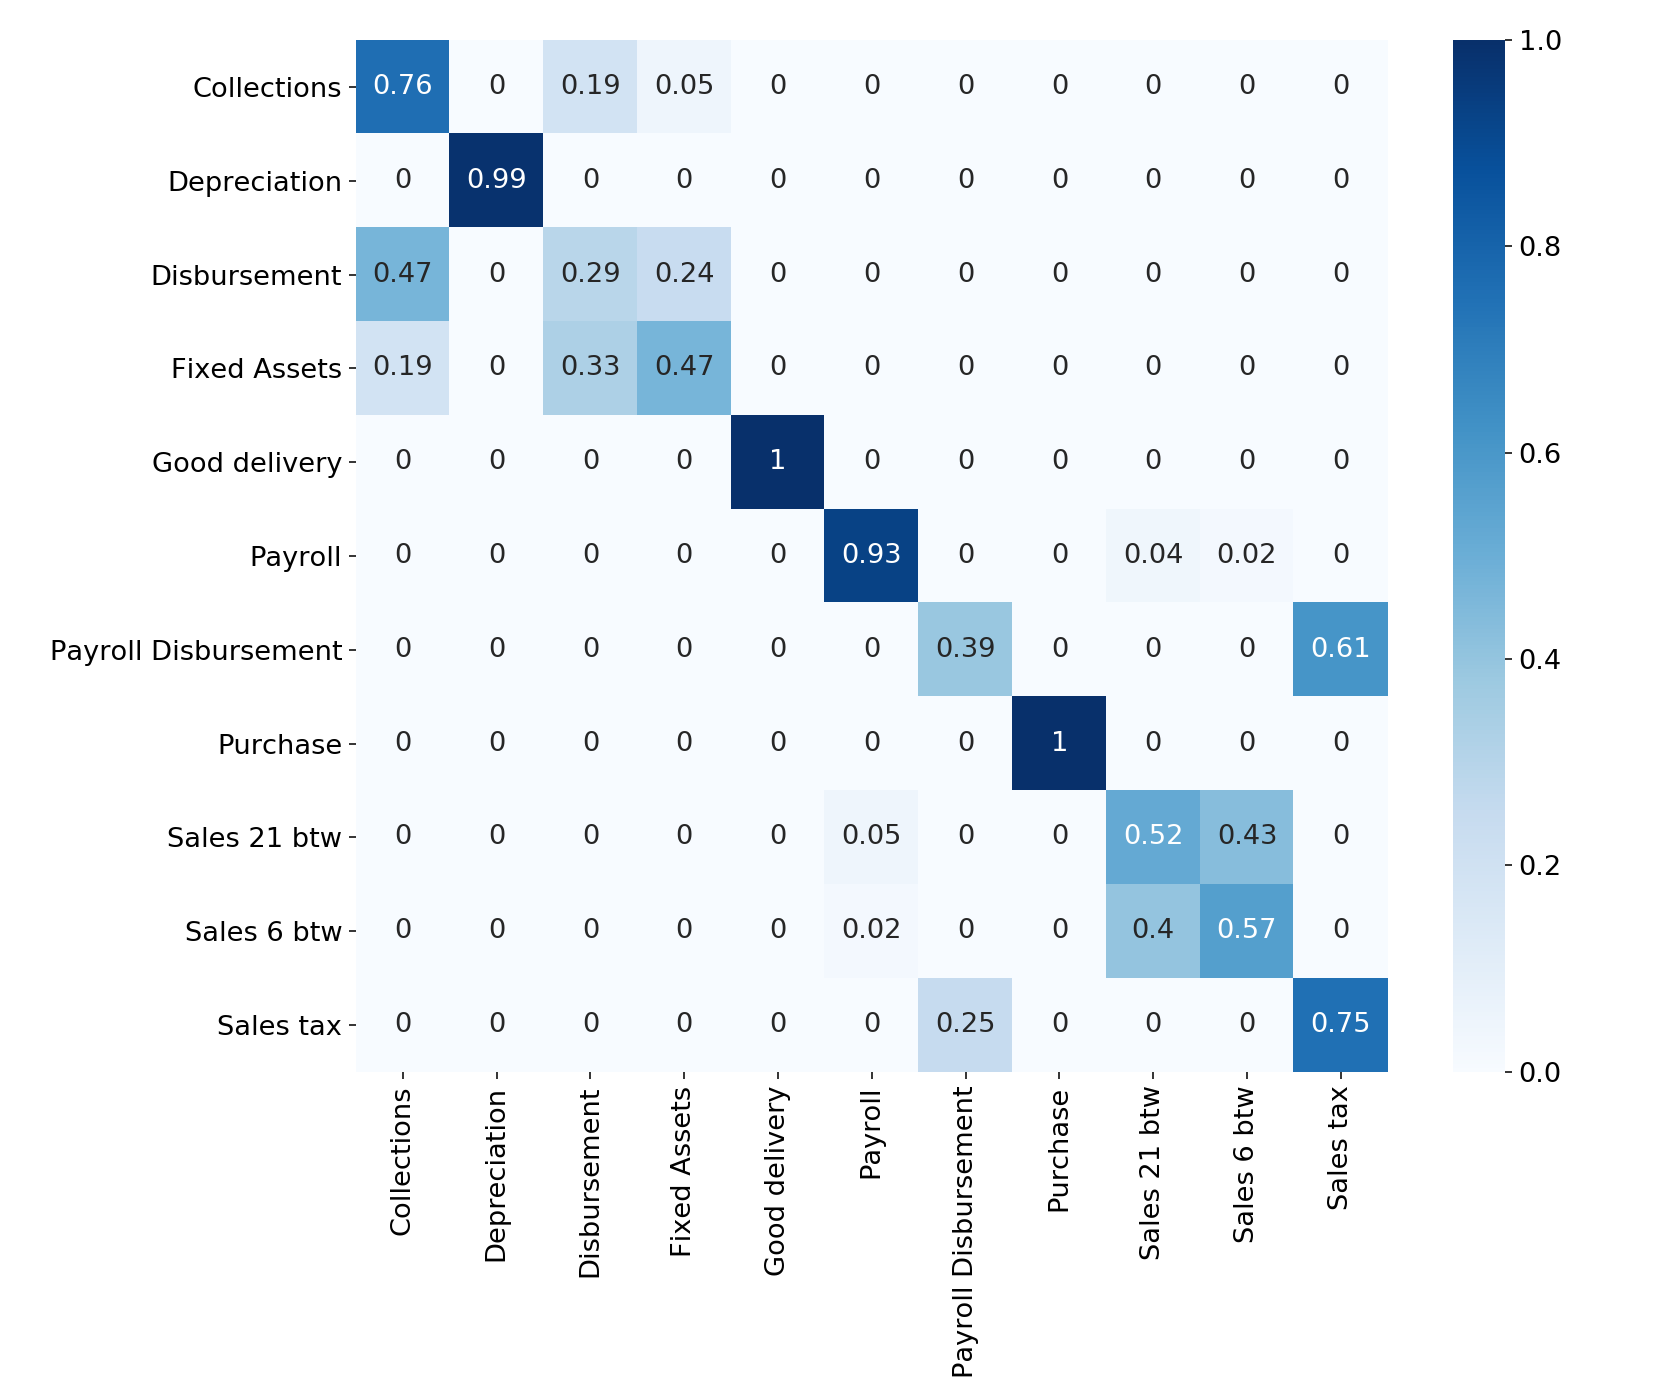 Collections 0.76 0 0.19 0.05 0 0 0 0 0 0 0
Depreciation 0 0.99 0 0 0 0 0 0 0 0 0
Disbursement 0.47 0 0.29 0.24 0 0 0 0 0 0 0
Fixed Assets 0.19 0 0.33 0.47 0 0 0 0 0 0 0
Good delivery 0 0 0 0 1 0 0 0 0 0 0
Payroll 0 0 0 0 0 0.93 0 0 0.04 0.02 0
Payroll Disbursement 0 0 0 0 0 0 0.39 0 0 0 0.61
Purchase 0 0 0 0 0 0 0 1 0 0 0
Sales 21 btw 0 0 0 0 0 0.05 0 0 0.52 0.43 0
Sales 6 btw 0 0 0 0 0 0.02 0 0 0.4 0.57 0
Sales tax 0 0 0 0 0 0 0.25 0 0 0 0.75
Collections
Depreciation
Disbursement
Fixed Assets
Good delivery
Payroll
Payroll Disbursement
Purchase
Sales 21 btw
Sales 6 btw
Sales tax
1.0
0.8
0.6
0.4
0.2
0.0